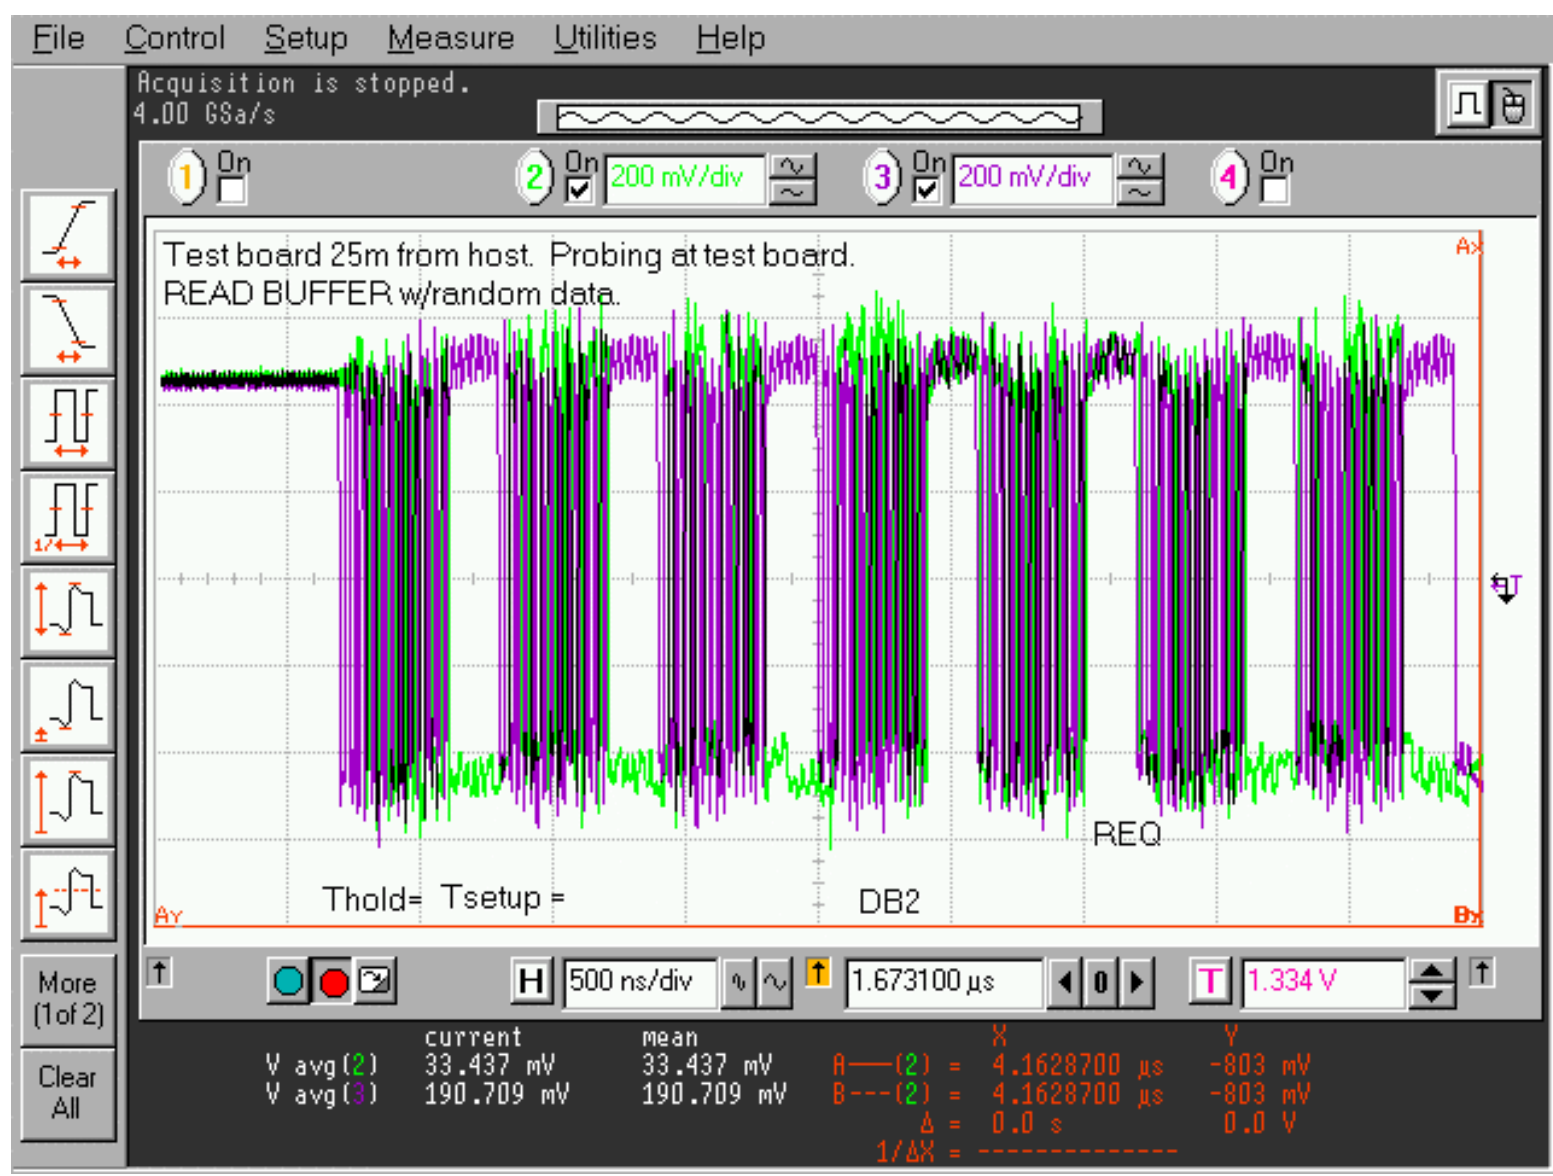 File Control Setup Measure Utilities Help
Acquisition is stopped.
4.00 GSa/s
1 On 2 On 200 mV/div 3 On 200 mV/div 4 On
Test board 25m from host. Probing at test board.
READ BUFFER w/random data.
Ax
T
REQ
Thold= Tsetup =
DB2
Ay
Bx
1/
More
(1of 2)
Clear
All
H 500 ns/div 1.673100 µs 0 T 1.334 V
current mean X Y
V avg(2) 33.437 mV 33.437 mV A——(2) = 4.1628700 µs -803 mV
V avg(3) 190.709 mV 190.709 mV B---(2) = 4.1628700 µs -803 mV
Δ = 0.0 s 0.0 V
1/ΔX = --------------